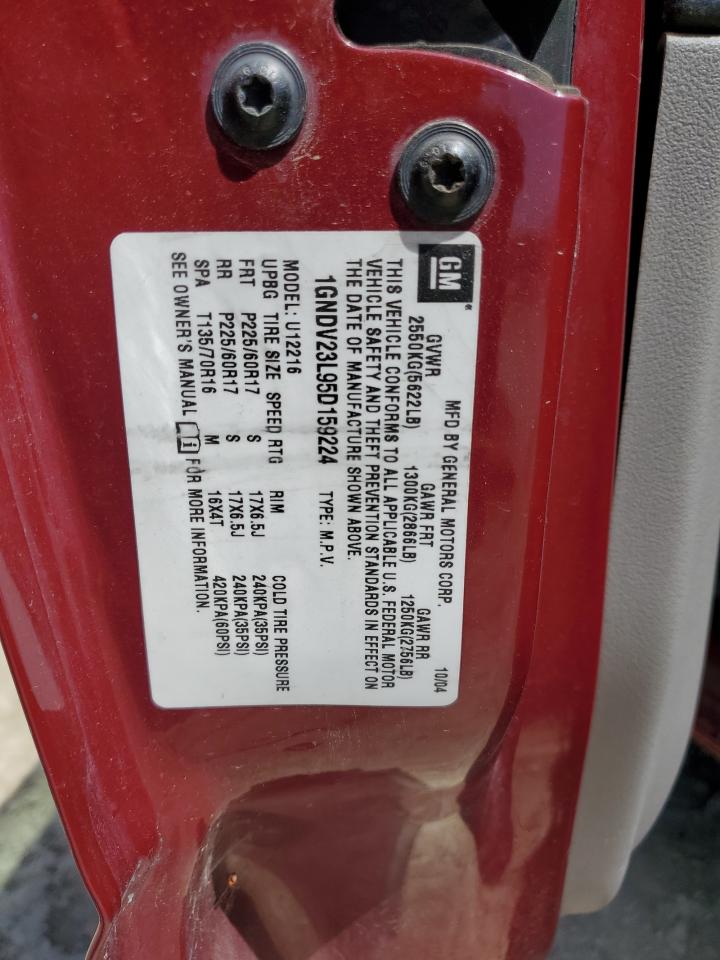 GM ® MFD BY GENERAL MOTORS CORP. 10/04
GVWR GAWR FRT GAWR RR
2550KG(5622LB) 1300KG(2866LB) 1250KG(2756LB)
THIS VEHICLE CONFORMS TO ALL APPLICABLE U.S. FEDERAL MOTOR
VEHICLE SAFETY AND THEFT PREVENTION STANDARDS IN EFFECT ON
THE DATE OF MANUFACTURE SHOWN ABOVE.
1GNDV23L95D159224 TYPE: M.P.V.
MODEL: U12216
UPBG TIRE SIZE SPEED RTG RIM COLD TIRE PRESSURE
FRT P225/60R17 S 17X6.5J 240KPA(35PSI)
RR P225/60R17 S 17X6.5J 240KPA(35PSI)
SPA T135/70R16 M 16X4T 420KPA(60PSI)
SEE OWNER'S MANUAL FOR MORE INFORMATION.